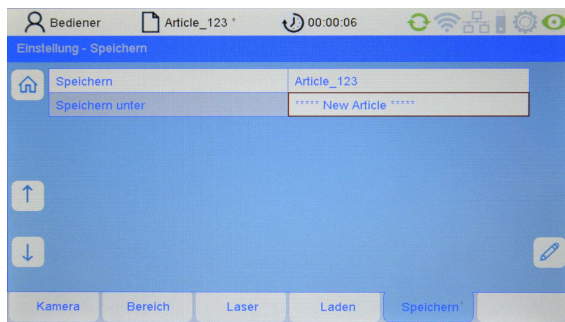 Bediener Article_123 * 00:00:06
Einstellung - Speichern
Speichern Article_123
Speichern unter ***** New Article *****
Kamera Bereich Laser Laden Speichern*